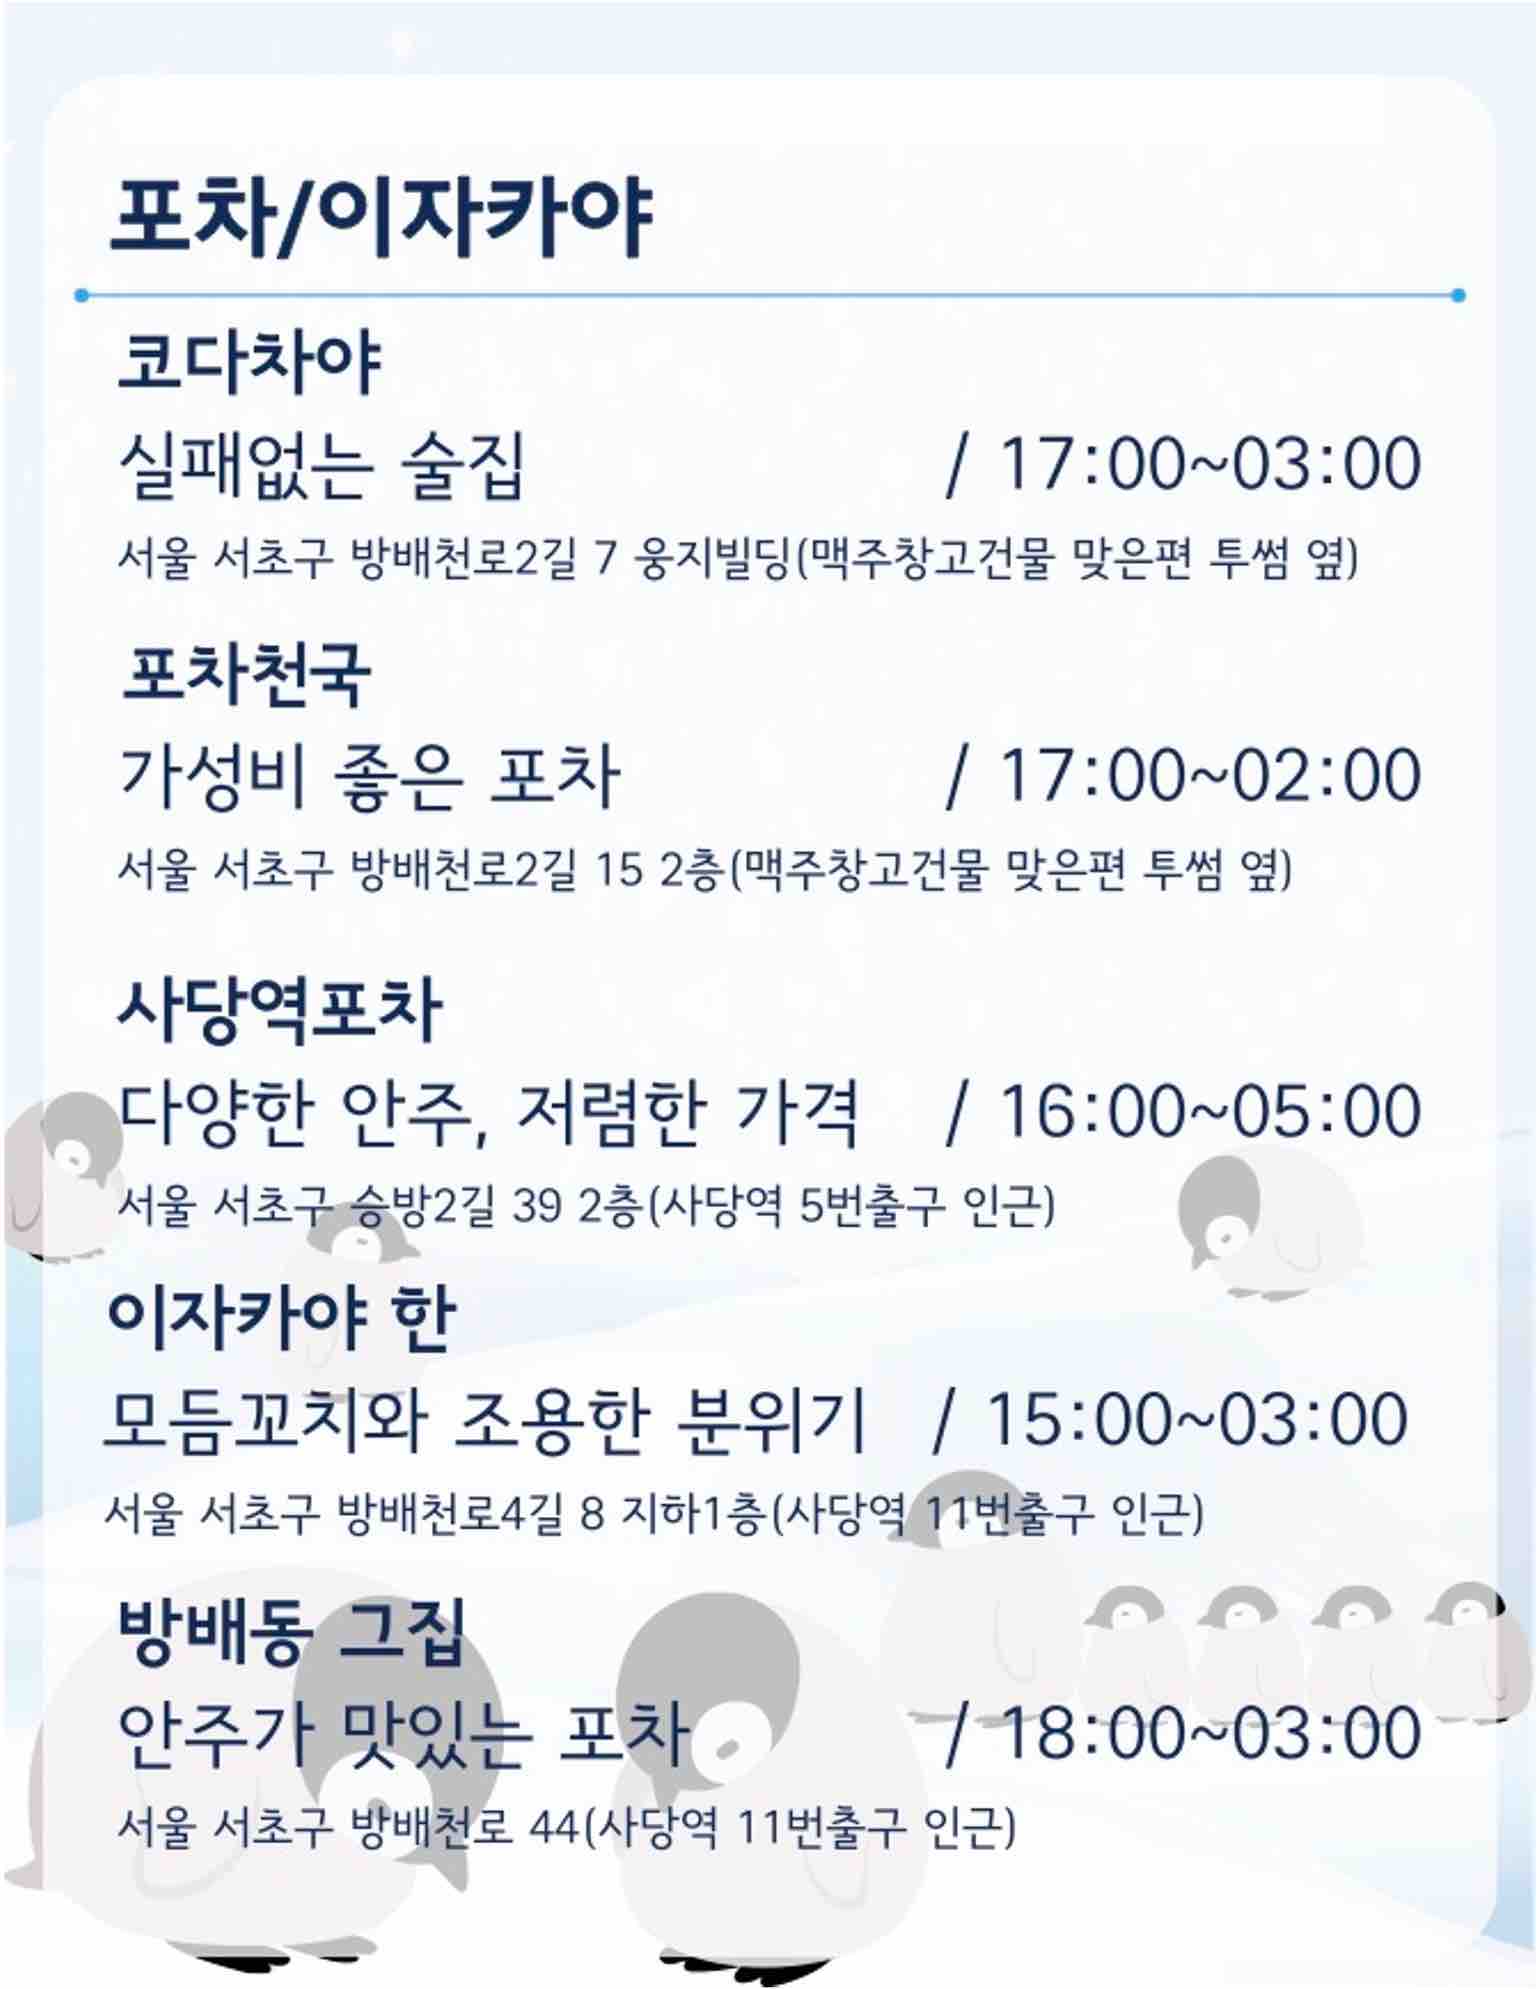 포차/이자카야
코다차야
실패없는 술집 / 17:00~03:00
서울 서초구 방배천로2길 7 웅지빌딩(맥주창고건물 맞은편 투썸 옆)
포차천국
가성비 좋은 포차 / 17:00~02:00
서울 서초구 방배천로2길 15 2층(맥주창고건물 맞은편 투썸 옆)
사당역포차
다양한 안주, 저렴한 가격 / 16:00~05:00
서울 서초구 승방2길 39 2층(사당역 5번출구 인근)
이자카야 한
모듬꼬치와 조용한 분위기 / 15:00~03:00
서울 서초구 방배천로4길 8 지하1층(사당역 11번출구 인근)
방배동 그집
안주가 맛있는 포차 / 18:00~03:00
서울 서초구 방배천로 44(사당역 11번출구 인근)